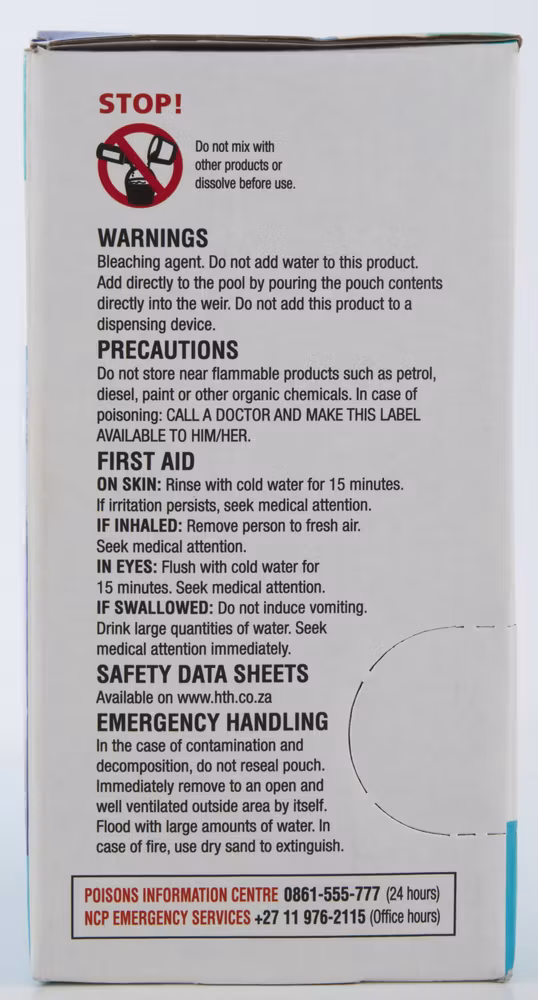 STOP!
Do not mix with
other products or
dissolve before use.
WARNINGS
Bleaching agent. Do not add water to this product.
Add directly to the pool by pouring the pouch contents
directly into the weir. Do not add this product to a
dispensing device.
PRECAUTIONS
Do not store near flammable products such as petrol,
diesel, paint or other organic chemicals. In case of
poisoning: CALL A DOCTOR AND MAKE THIS LABEL
AVAILABLE TO HIM/HER.
FIRST AID
ON SKIN: Rinse with cold water for 15 minutes.
If irritation persists, seek medical attention.
IF INHALED: Remove person to fresh air.
Seek medical attention.
IN EYES: Flush with cold water for
15 minutes. Seek medical attention.
IF SWALLOWED: Do not induce vomiting.
Drink large quantities of water. Seek
medical attention immediately.
SAFETY DATA SHEETS
Available on www.hth.co.za
EMERGENCY HANDLING
In the case of contamination and
decomposition, do not reseal pouch.
Immediately remove to an open and
well ventilated outside area by itself.
Flood with large amounts of water. In
case of fire, use dry sand to extinguish.
POISONS INFORMATION CENTRE 0861-555-777 (24 hours)
NCP EMERGENCY SERVICES +27 11 976-2115 (Office hours)